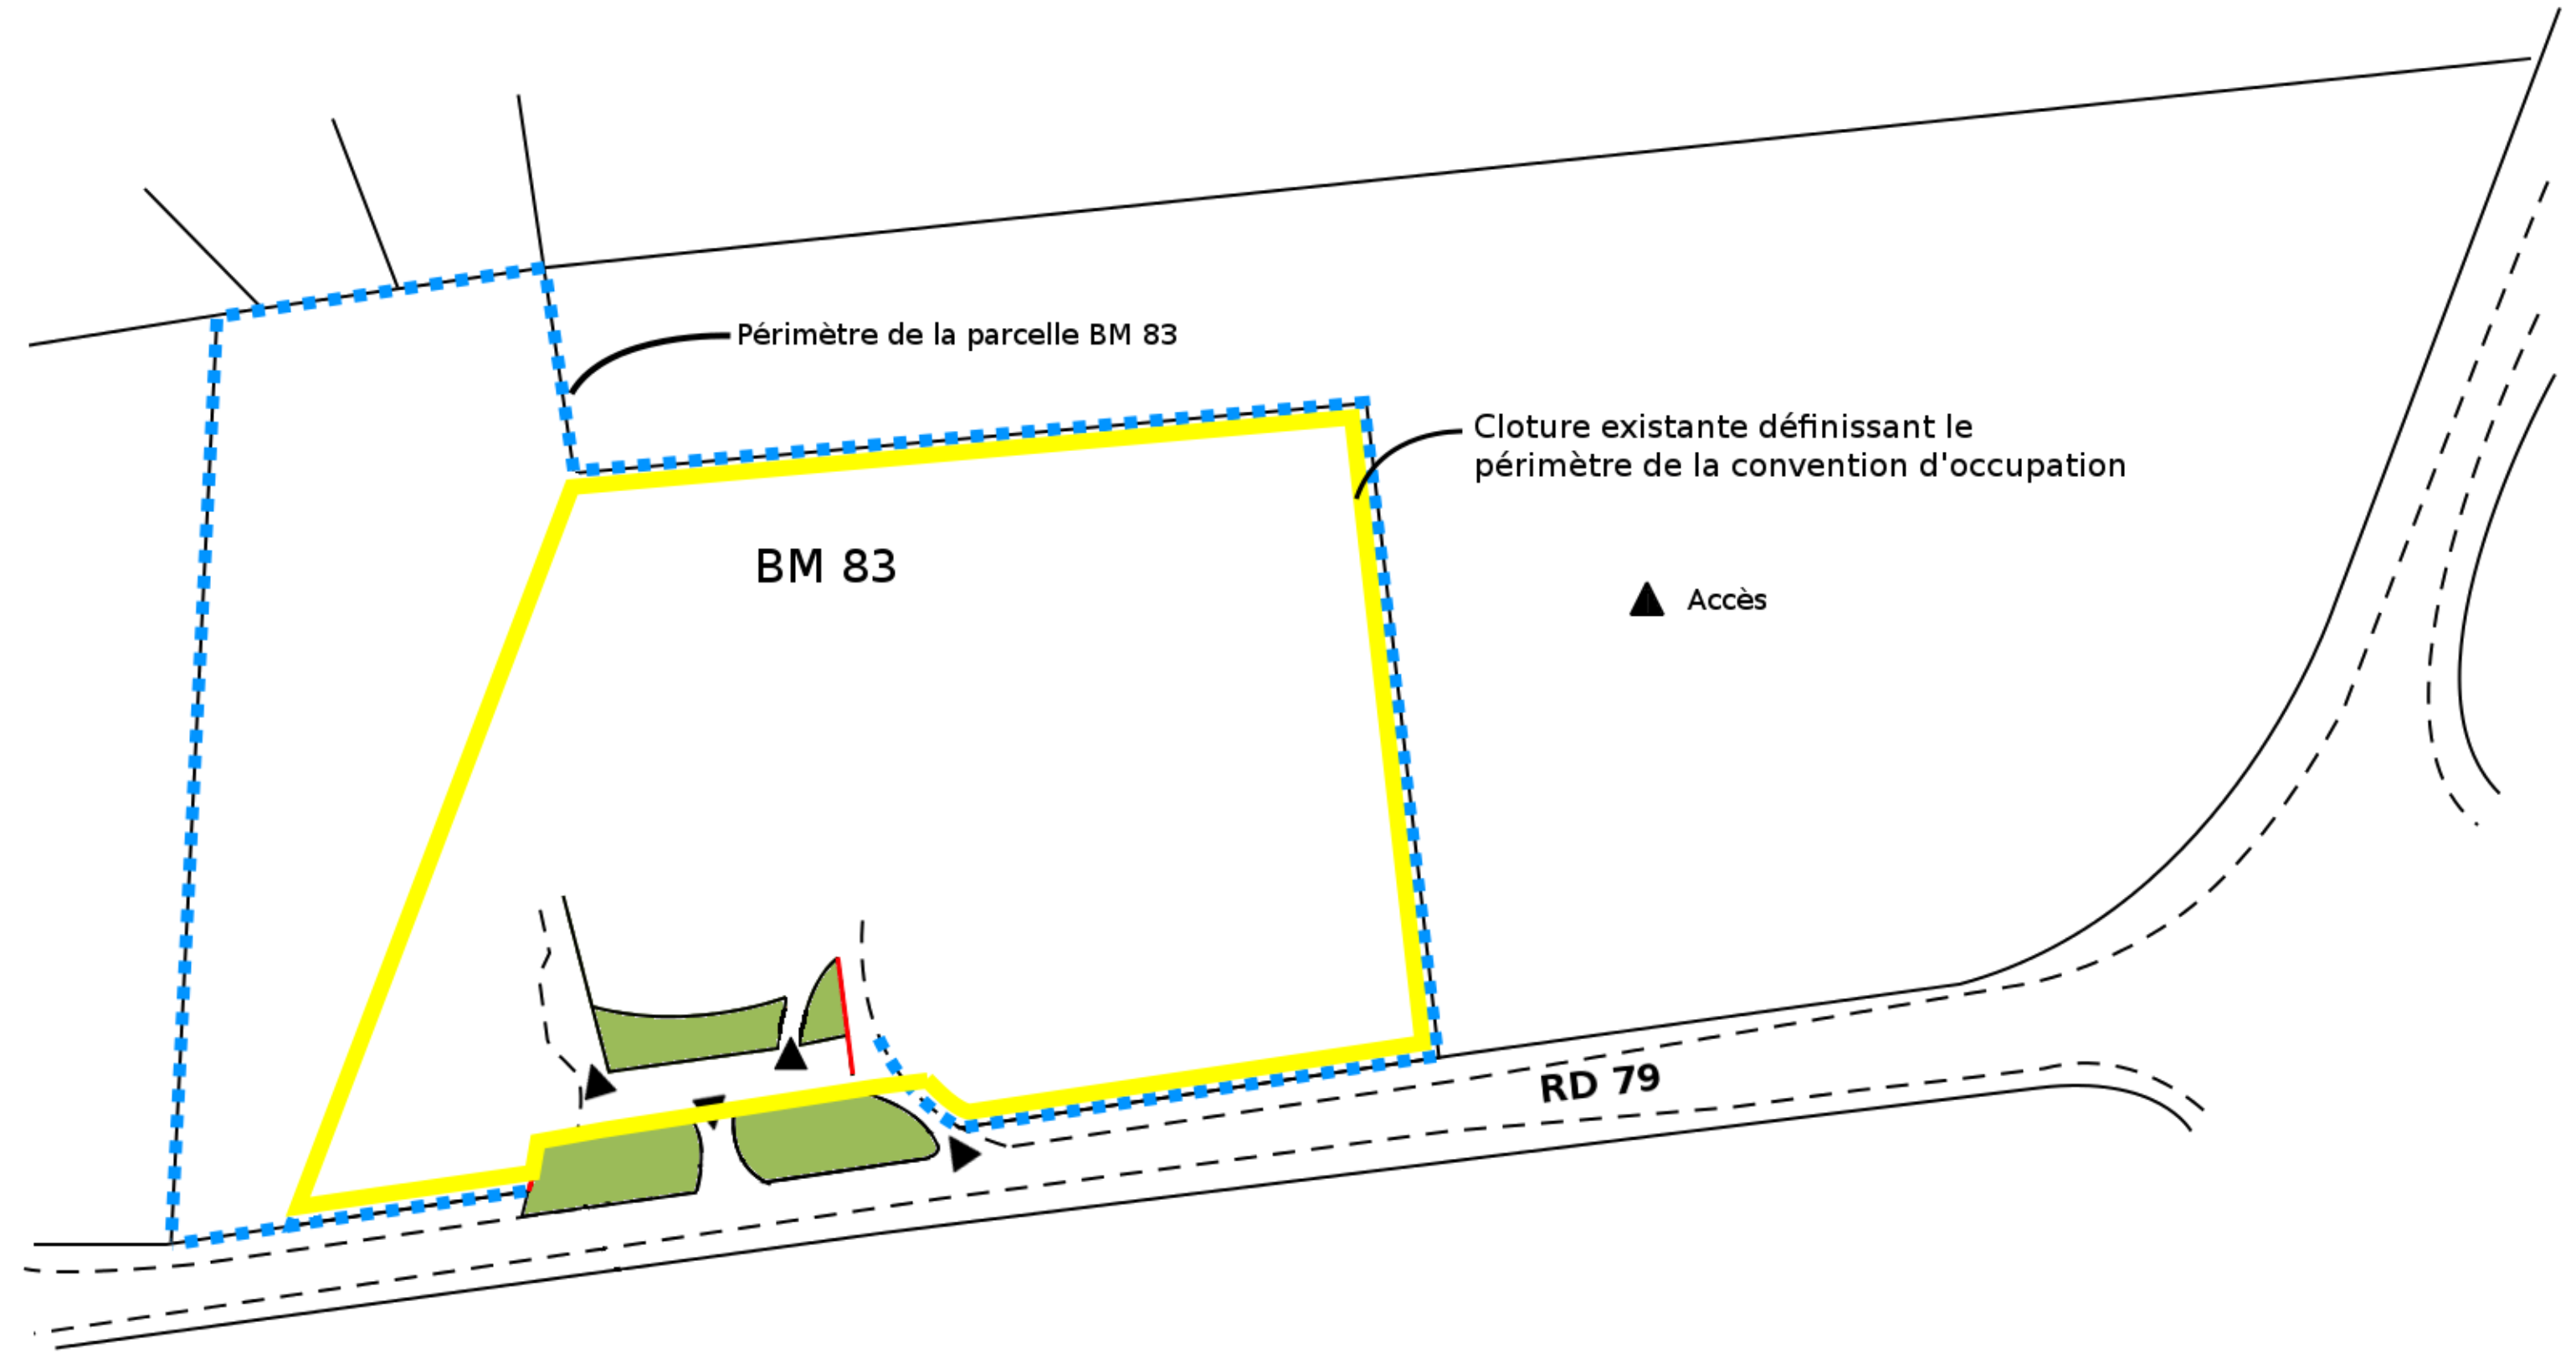 Périmètre de la parcelle BM 83
Cloture existante définissant le
périmètre de la convention d'occupation
BM 83
Accès
RD 79